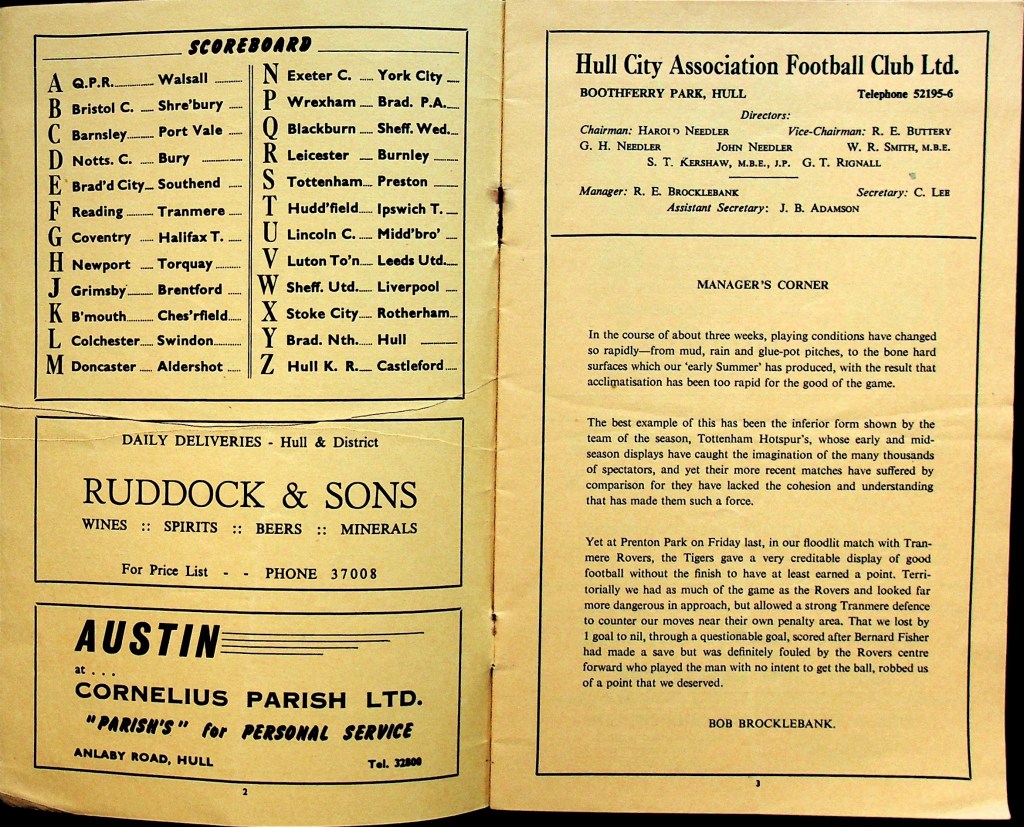 SCOREBOARD
A Q.P.R. Walsall
B Bristol C. Shre'bury
C Barnsley Port Vale
D Notts. C. Bury
E Brad'd City Southend
F Reading Tranmere
G Coventry Halifax T.
H Newport Torquay
J Grimsby Brentford
K B'mouth Ches'rfield
L Colchester Swindon
M Doncaster Aldershot
N Exeter C. York City
P Wrexham Brad. P.A.
Q Blackburn Sheff. Wed.
R Leicester Burnley
S Tottenham Preston
T Hudd'field Ipswich T.
U Lincoln C. Midd'bro'
V Luton To'n Leeds Utd.
W Sheff. Utd. Liverpool
X Stoke City Rotherham
Y Brad. Nth. Hull
Z Hull K. R. Castleford
DAILY DELIVERIES - Hull & District
RUDDOCK & SONS
WINES :: SPIRITS :: BEERS :: MINERALS
For Price List - - PHONE 37008
AUSTIN
at . . .
CORNELIUS PARISH LTD.
"PARISH'S" for PERSONAL SERVICE
ANLABY ROAD, HULL Tel. 32800
2
Hull City Association Football Club Ltd.
BOOTHFERRY PARK, HULL Telephone 52195-6
Directors:
Chairman: HAROLD NEEDLER Vice-Chairman: R. E. BUTTERY
G. H. NEEDLER JOHN NEEDLER W. R. SMITH, M.B.E.
S. T. KERSHAW, M.B.E., J.P. G. T. RIGNALL
Manager: R. E. BROCKLEBANK Secretary: C. LEE
Assistant Secretary: J. B. ADAMSON
MANAGER'S CORNER
In the course of about three weeks, playing conditions have changed
so rapidly—from mud, rain and glue-pot pitches, to the bone hard
surfaces which our 'early Summer' has produced, with the result that
acclimatisation has been too rapid for the good of the game.
The best example of this has been the inferior form shown by the
team of the season, Tottenham Hotspur's, whose early and mid-
season displays have caught the imagination of the many thousands
of spectators, and yet their more recent matches have suffered by
comparison for they have lacked the cohesion and understanding
that has made them such a force.
Yet at Prenton Park on Friday last, in our floodlit match with Tran-
mere Rovers, the Tigers gave a very creditable display of good
football without the finish to have at least earned a point. Terri-
torially we had as much of the game as the Rovers and looked far
more dangerous in approach, but allowed a strong Tranmere defence
to counter our moves near their own penalty area. That we lost by
1 goal to nil, through a questionable goal, scored after Bernard Fisher
had made a save but was definitely fouled by the Rovers centre
forward who played the man with no intent to get the ball, robbed us
of a point that we deserved.
BOB BROCKLEBANK.
3